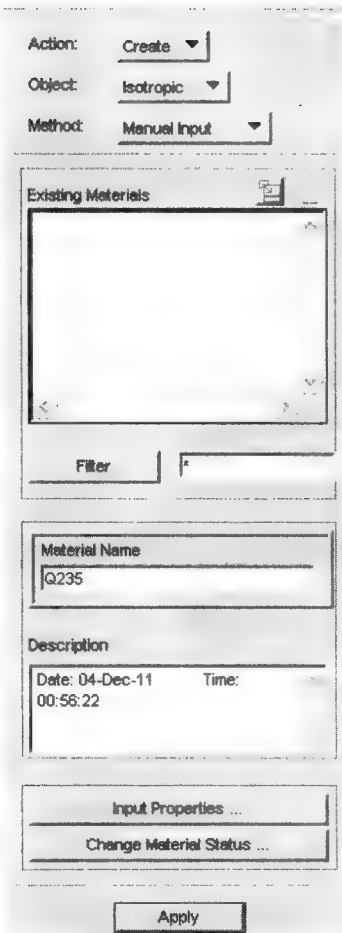 Action: Create
Object: Isotropic
Method: Manual Input
Existing Materials
Filter *
Material Name
Q235
Description
Date: 04-Dec-11 Time:
00:56:22
Input Properties ...
Change Material Status ...
Apply